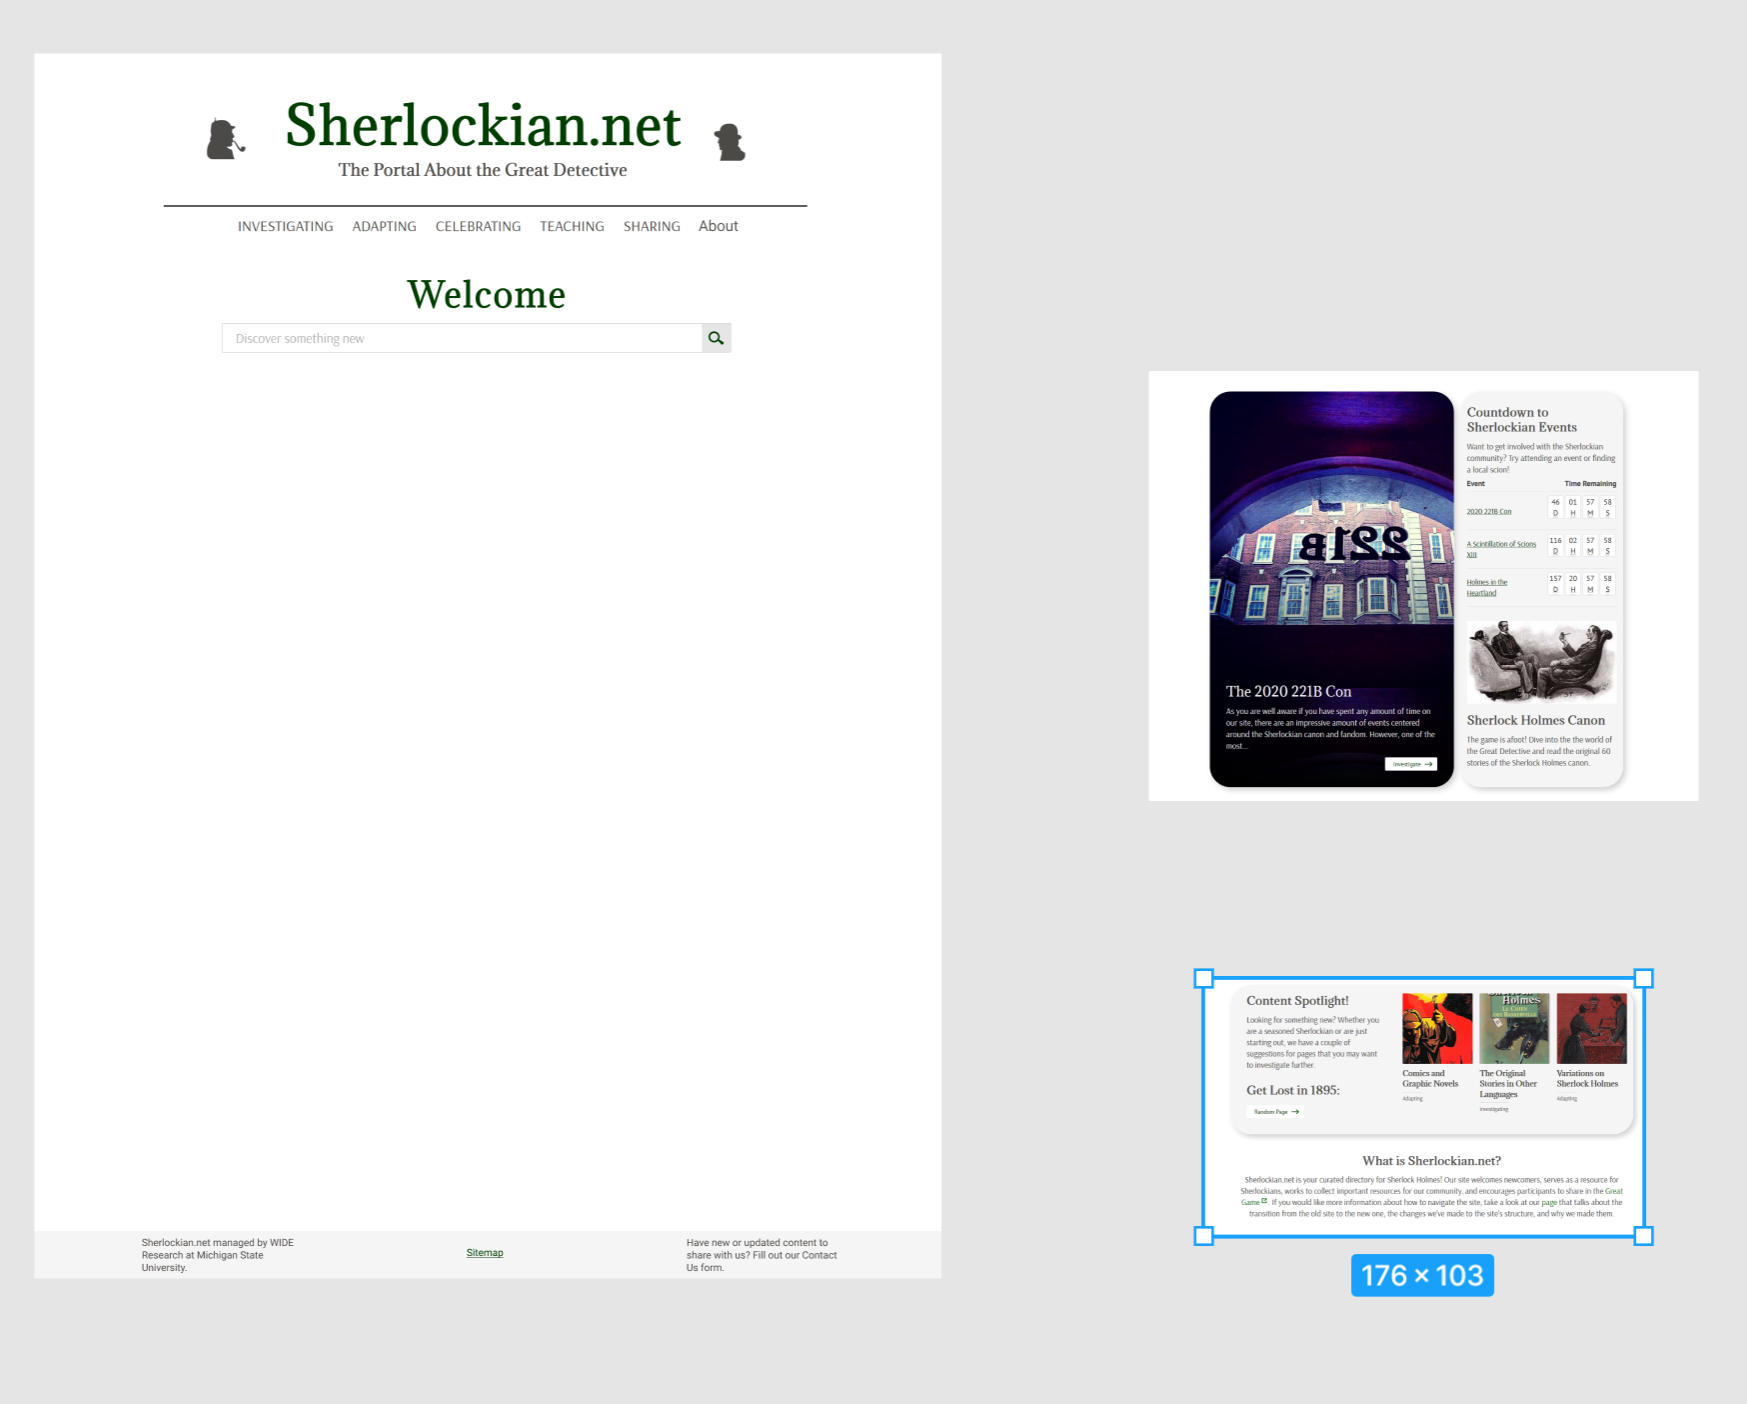 Sherlockian.net
The Portal About the Great Detective
INVESTIGATING ADAPTING CELEBRATING TEACHING SHARING About
Welcome
Discover something new
Sherlockian.net managed by WIDE
Research at Michigan State
University.
Sitemap
Have new or updated content to
share with us? Fill out our Contact
Us form.
221B
The 2020 221B Con
As you are well aware if you have spent any amount of time on
our site, there are an impressive amount of events centered
around the Sherlockian canon and fandom. However, one of the
most...
Investigate
Countdown to
Sherlockian Events
Want to get involved with the Sherlockian
community? Try attending an event or finding
a local scion!
Event Time Remaining
2020 221B Con
46 01 57 58
D H M S
A Scintillation of Scions
XIII
116 02 57 58
D H M S
Holmes in the
Heartland
157 20 57 58
D H M S
Sherlock Holmes Canon
The game is afoot! Dive into the the world of
the Great Detective and read the original 60
stories of the Sherlock Holmes canon.
Content Spotlight!
Looking for something new? Whether you
are a seasoned Sherlockian or are just
starting out, we have a couple of
suggestions for pages that you may want
to investigate further.
Get Lost in 1895:
Random Page
Holmes
LE CHIEN
DES BASKERVILLE
Comics and
Graphic Novels
Adapting
The Original
Stories in Other
Languages
Investigating
Variations on
Sherlock Holmes
Adapting
What is Sherlockian.net?
Sherlockian.net is your curated directory for Sherlock Holmes! Our site welcomes newcomers, serves as a resource for
Sherlockians, works to collect important resources for our community, and encourages participants to share in the Great
Game. If you would like more information about how to navigate the site, take a look at our page that talks about the
transition from the old site to the new one, the changes we've made to the site's structure, and why we made them.
176 × 103